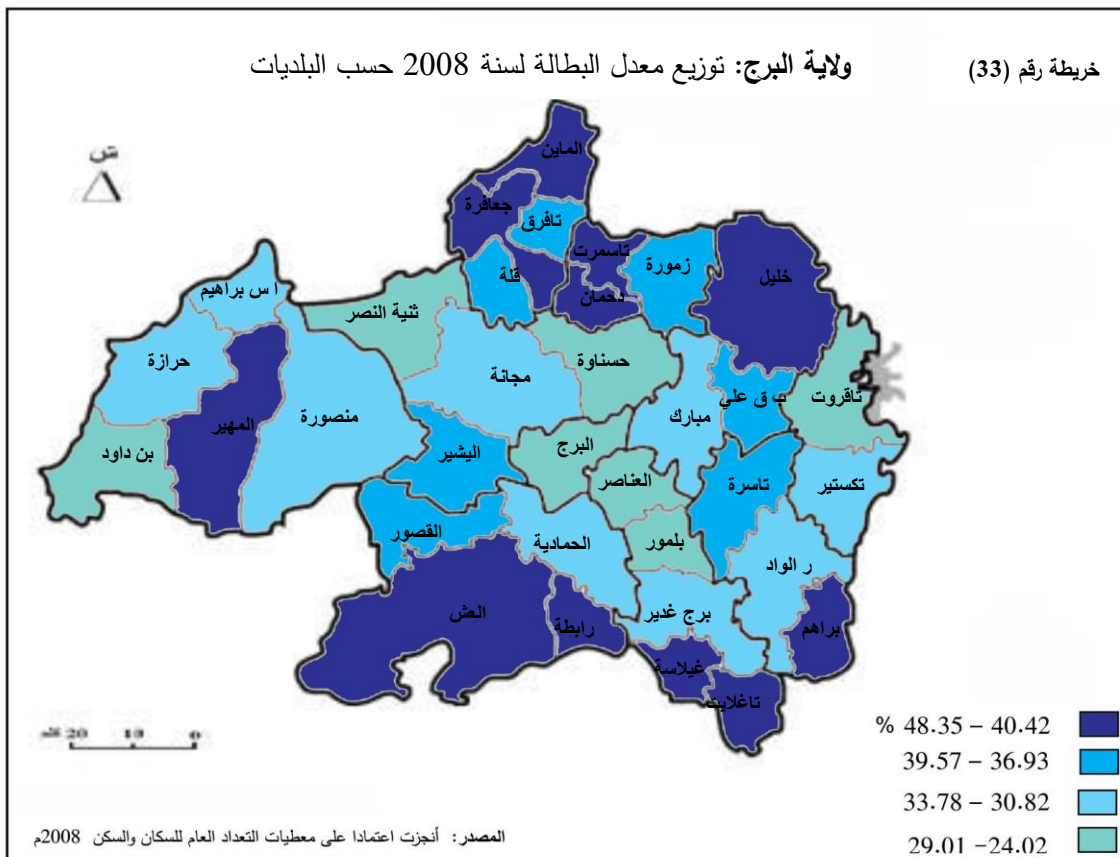 خريطة رقم (33)
ولاية البرج: توزيع معدل البطالة لسنة 2008 حسب البلديات
ش
الماين
جعافرة
تافرق
تاسمرت
زمورة
خليل
قلة
دحمان
ا س براهيم
ثنية النصر
حرازة
مجانة
حسناوة
ب ق علي
تاقروت
المهير
منصورة
مبارك
بن داود
اليشير
البرج
العناصر
تاسرة
تكستير
القصور
الحمادية
بلمور
ر الواد
العش
رابطة
برج غدير
براهم
غيلاسة
تاغلايت
% 48.35 – 40.42
39.57 – 36.93
33.78 – 30.82
29.01 –24.02
0 10 20 كلم
المصدر: أنجزت اعتمادا على معطيات التعداد العام للسكان والسكن 2008م